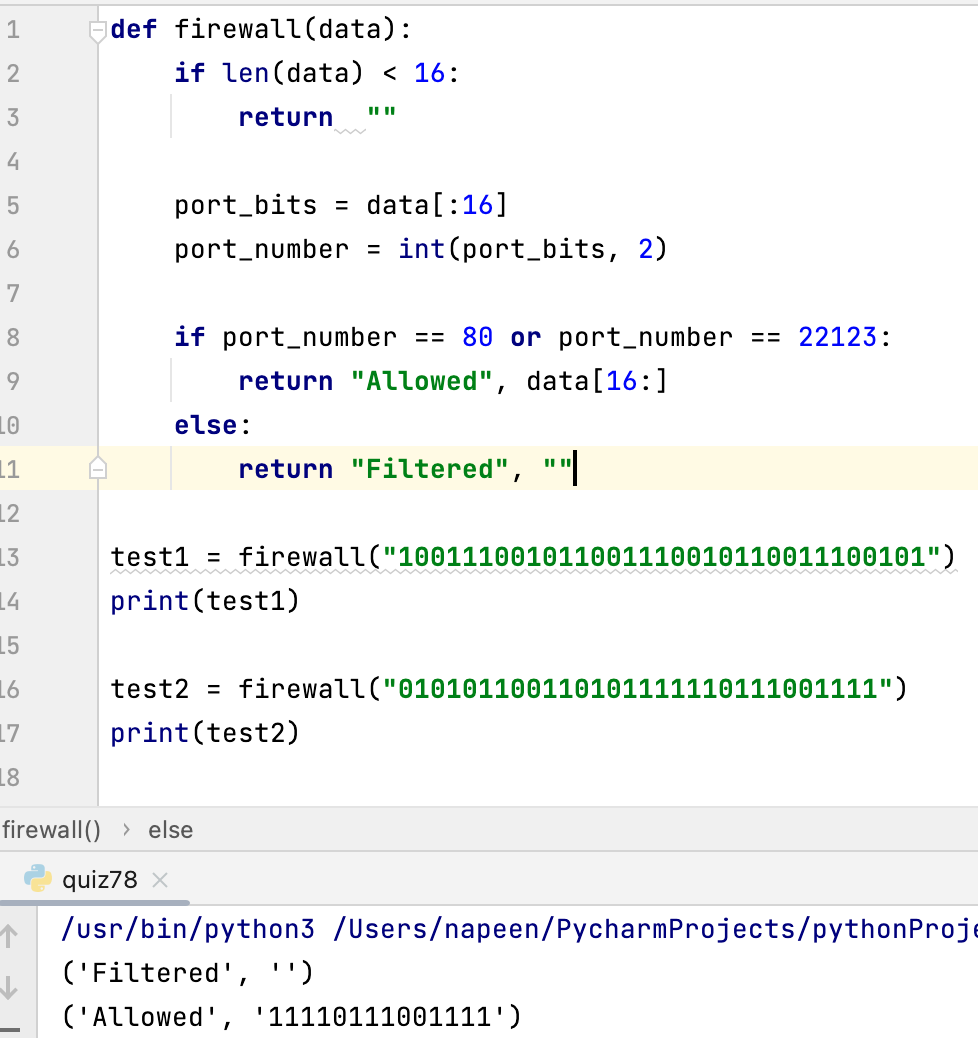 1 def firewall(data):
2 if len(data) < 16:
3 return  ""
4
5 port_bits = data[:16]
6 port_number = int(port_bits, 2)
7
8 if port_number == 80 or port_number == 22123:
9 return "Allowed", data[16:]
10 else:
11 return "Filtered", ""
12
13 test1 = firewall("100111001011001110010110011100101")
14 print(test1)
15
16 test2 = firewall("010101100110101111110111001111")
17 print(test2)
18
firewall() › else
quiz78
/usr/bin/python3 /Users/napeen/PycharmProjects/pythonProje
('Filtered', '')
('Allowed', '11110111001111')